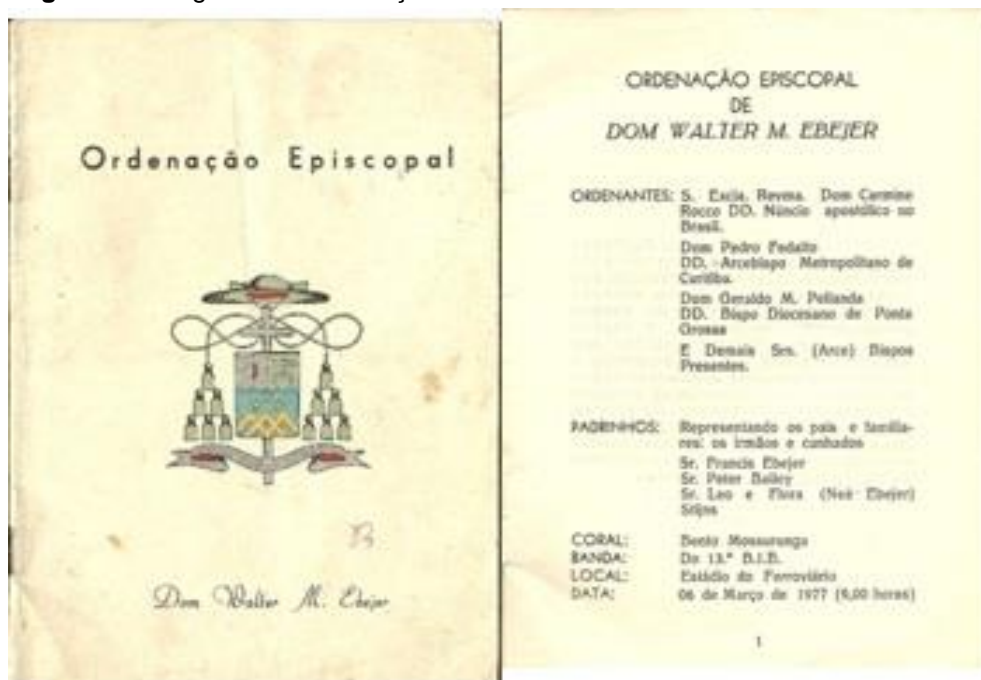 Ordenação Episcopal
Dom Walter M. Ebejer
ORDENAÇÃO EPISCOPAL
DE
DOM WALTER M. EBEJER
ORDENANTES: S. Excia. Revma. Dom Carmine
Rocco DD. Núncio apostólico no
Brasil.
Dom Pedro Fedalto
DD. Arcebispo Metropolitano de
Curitiba.
Dom Geraldo M. Pellanda
DD. Bispo Diocesano de Ponta
Grossa
E Demais Srs. (Arce) Bispos
Presentes.
PADRINHOS: Representando os pais e familia-
res: os irmãos e cunhados
Sr. Francis Ebejer
Sr. Peter Bailey
Sr. Leo e Flora (Neè Ebejer)
CORAL: Bento Mossurunga
BANDA: Do 13.º B.I.B.
LOCAL: Estádio do Ferroviário
DATA: 06 de Março de 1977 (9,00 horas)
1